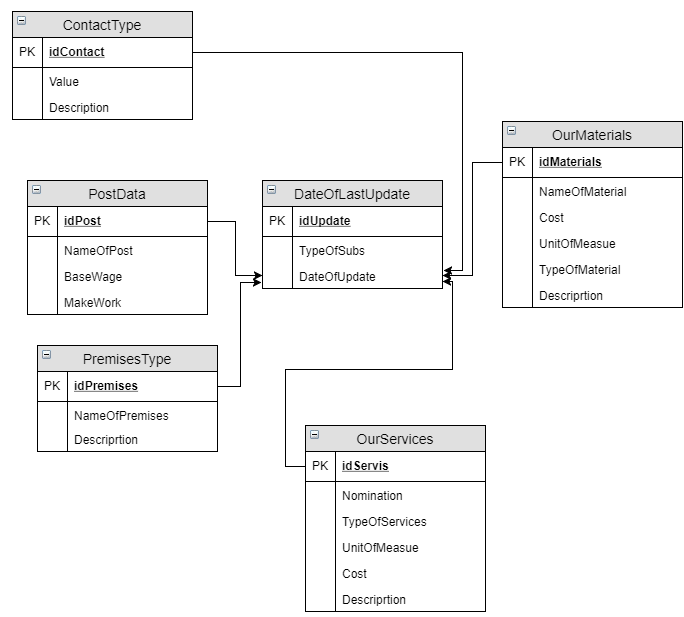 ContactType
PK idContact
Value
Description
OurMaterials
PK idMaterials
NameOfMaterial
Cost
UnitOfMeasue
TypeOfMaterial
Descriprtion
PostData
PK idPost
NameOfPost
BaseWage
MakeWork
DateOfLastUpdate
PK idUpdate
TypeOfSubs
DateOfUpdate
PremisesType
PK idPremises
NameOfPremises
Descriprtion
OurServices
PK idServis
Nomination
TypeOfServices
UnitOfMeasue
Cost
Descriprtion